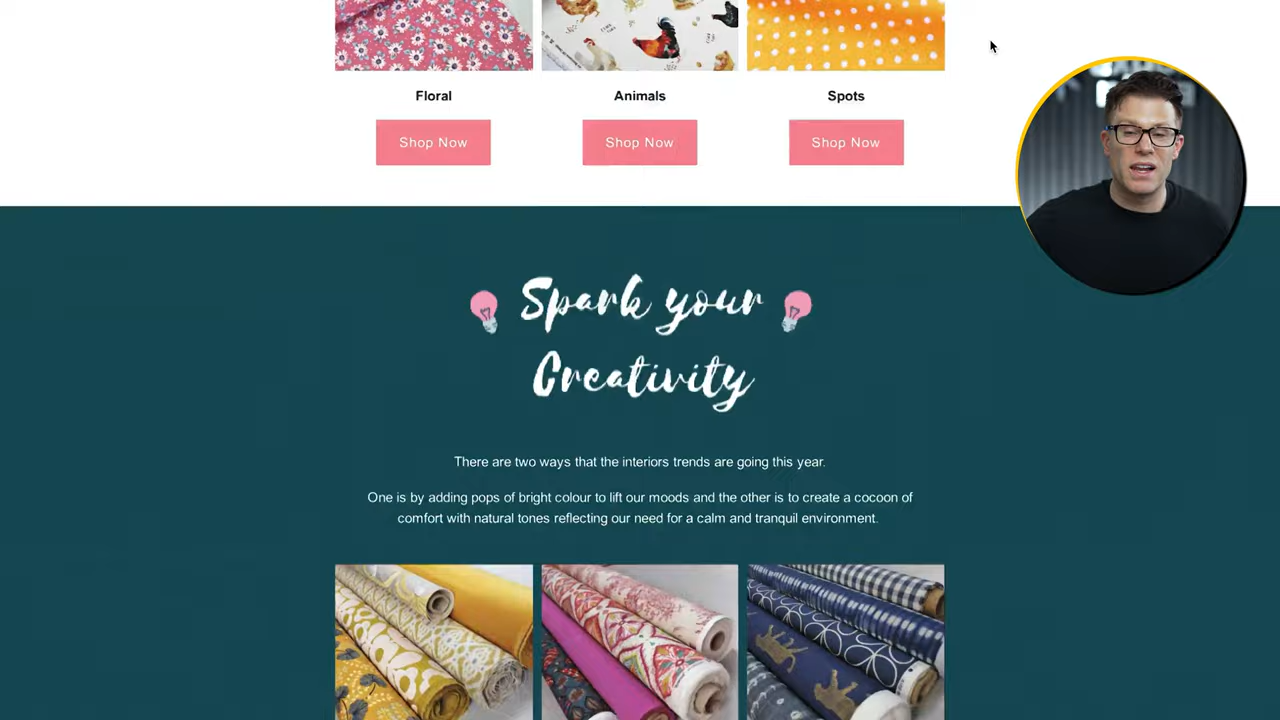 Floral
Animals
Spots
Shop Now
Shop Now
Shop Now
Spark your
Creativity
There are two ways that the interiors trends are going this year.
One is by adding pops of bright colour to lift our moods and the other is to create a cocoon of
comfort with natural tones reflecting our need for a calm and tranquil environment.